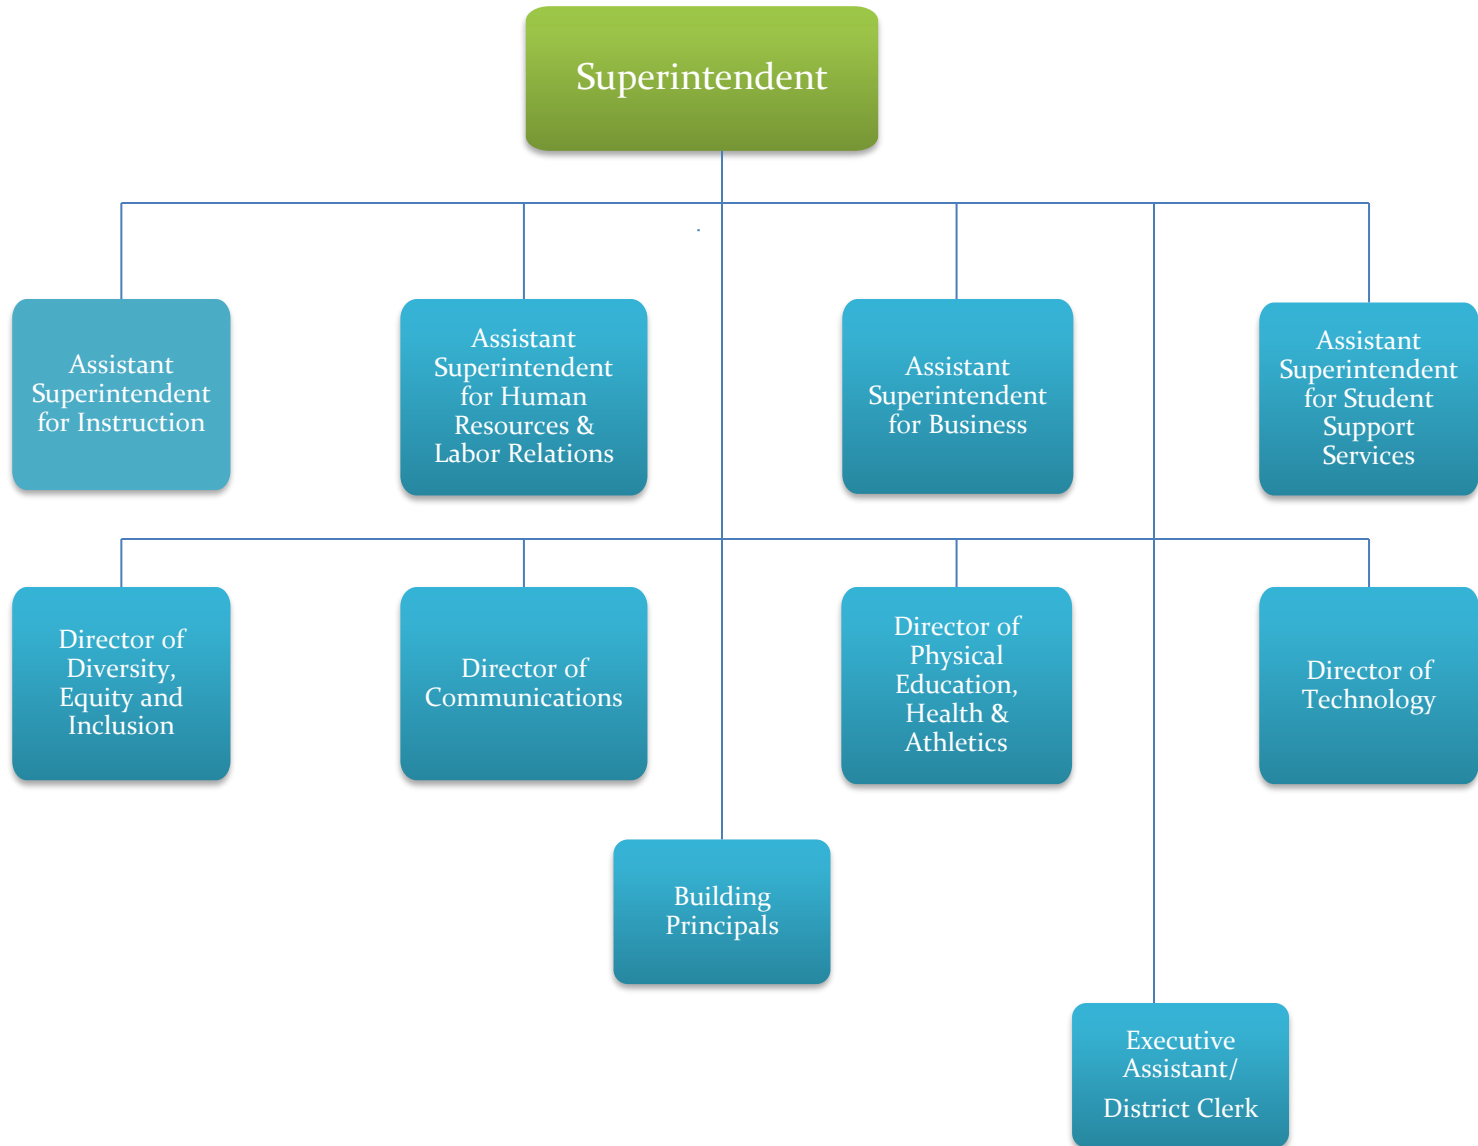 Superintendent
Assistant
Superintendent
for Instruction
Assistant
Superintendent
for Human
Resources &
Labor Relations
Assistant
Superintendent
for Business
Assistant
Superintendent
for Student
Support
Services
Director of
Diversity,
Equity and
Inclusion
Director of
Communications
Director of
Physical
Education,
Health &
Athletics
Director of
Technology
Building
Principals
Executive
Assistant/
District Clerk